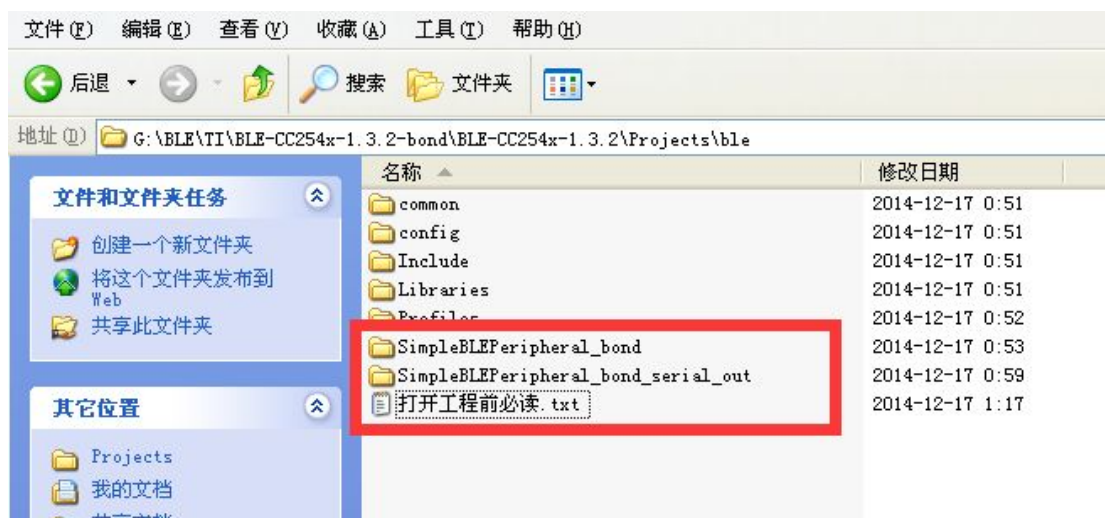 文件(F) 编辑(E) 查看(V) 收藏(A) 工具(T) 帮助(H)
后退 搜索 文件夹
地址(D) G:\BLE\TI\BLE-CC254x-1.3.2-bond\BLE-CC254x-1.3.2\Projects\ble
名称 修改日期
文件和文件夹任务
创建一个新文件夹
将这个文件夹发布到
Web
共享此文件夹
其它位置
Projects
我的文档
共享文档
common 2014-12-17 0:51
config 2014-12-17 0:51
Include 2014-12-17 0:51
Libraries 2014-12-17 0:51
Profiles 2014-12-17 0:52
SimpleBLEPeripheral_bond 2014-12-17 0:53
SimpleBLEPeripheral_bond_serial_out 2014-12-17 0:59
打开工程前必读.txt 2014-12-17 1:17